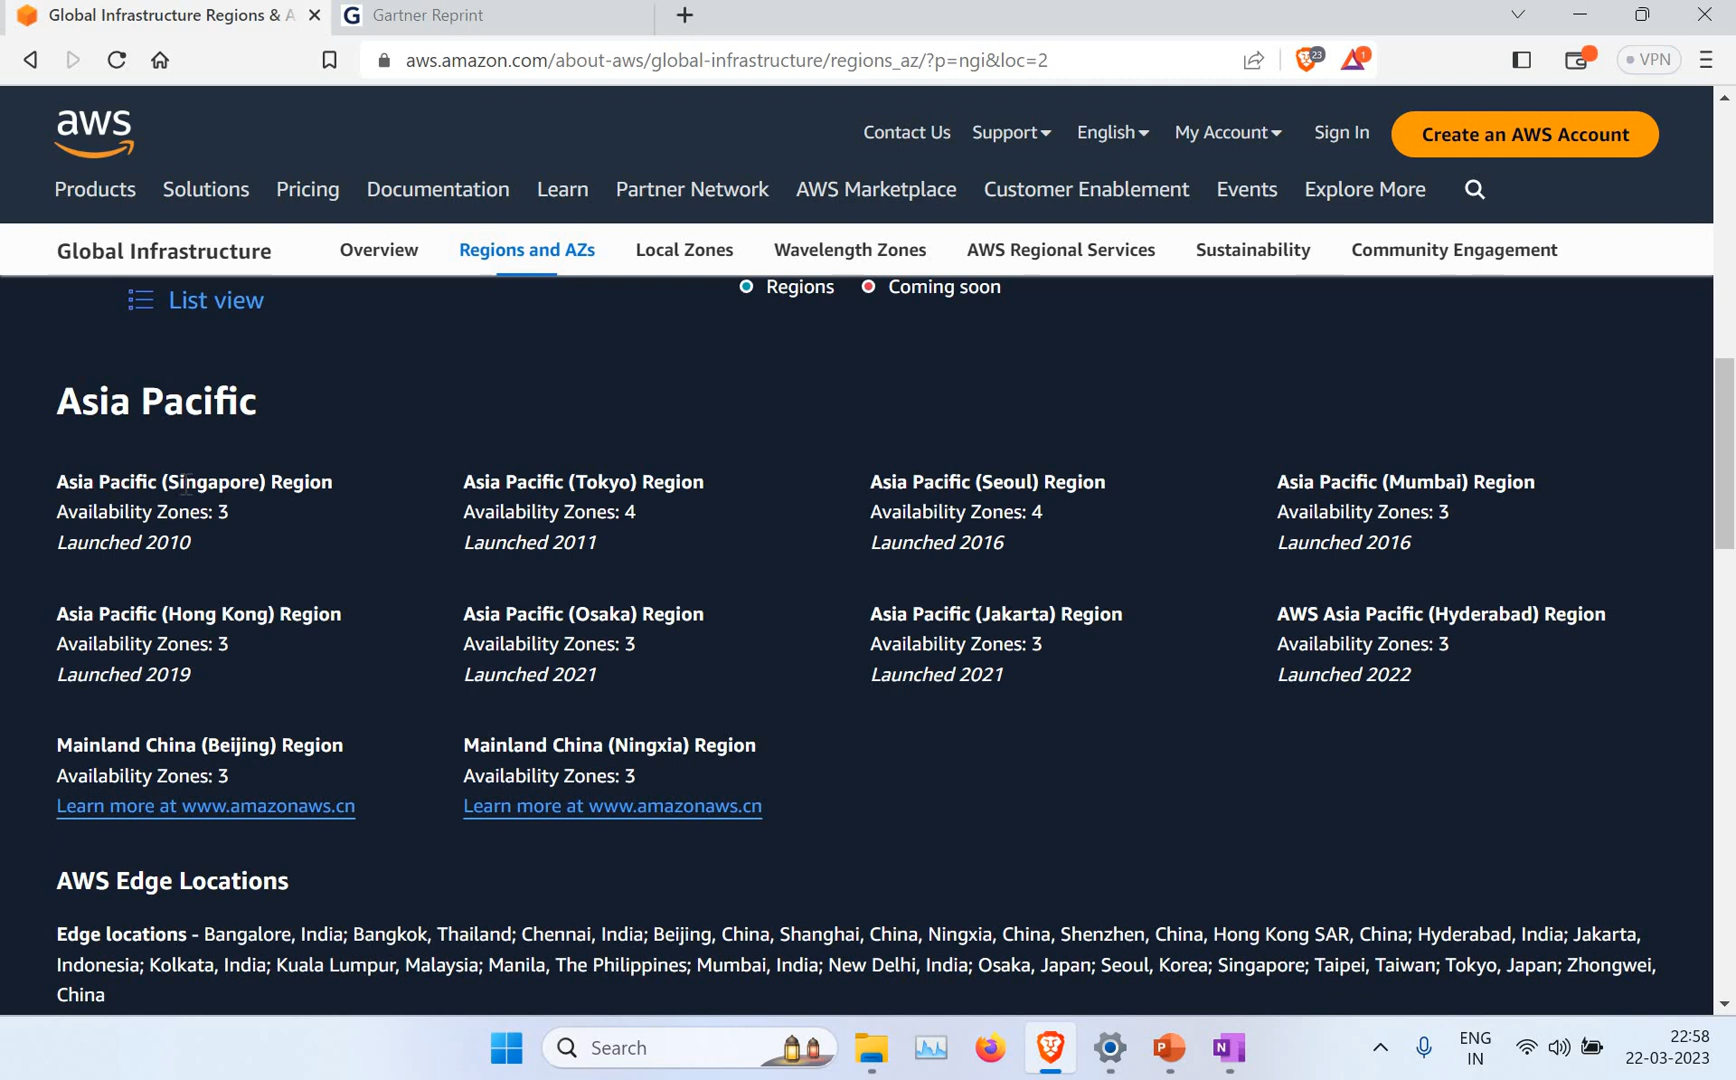 Global Infrastructure Regions & A
Gartner Reprint
aws.amazon.com/about-aws/global-infrastructure/regions_az/?p=ngi&loc=2
23
1
VPN
aws
Contact Us Support English My Account Sign In Create an AWS Account
Products Solutions Pricing Documentation Learn Partner Network AWS Marketplace Customer Enablement Events Explore More
Global Infrastructure Overview Regions and AZs Local Zones Wavelength Zones AWS Regional Services Sustainability Community Engagement
List view
Regions Coming soon
Asia Pacific
Asia Pacific (Singapore) Region
Availability Zones: 3
Launched 2010
Asia Pacific (Tokyo) Region
Availability Zones: 4
Launched 2011
Asia Pacific (Seoul) Region
Availability Zones: 4
Launched 2016
Asia Pacific (Mumbai) Region
Availability Zones: 3
Launched 2016
Asia Pacific (Hong Kong) Region
Availability Zones: 3
Launched 2019
Asia Pacific (Osaka) Region
Availability Zones: 3
Launched 2021
Asia Pacific (Jakarta) Region
Availability Zones: 3
Launched 2021
AWS Asia Pacific (Hyderabad) Region
Availability Zones: 3
Launched 2022
Mainland China (Beijing) Region
Availability Zones: 3
Learn more at www.amazonaws.cn
Mainland China (Ningxia) Region
Availability Zones: 3
Learn more at www.amazonaws.cn
AWS Edge Locations
Edge locations - Bangalore, India; Bangkok, Thailand; Chennai, India; Beijing, China, Shanghai, China, Ningxia, China, Shenzhen, China, Hong Kong SAR, China; Hyderabad, India; Jakarta,
Indonesia; Kolkata, India; Kuala Lumpur, Malaysia; Manila, The Philippines; Mumbai, India; New Delhi, India; Osaka, Japan; Seoul, Korea; Singapore; Taipei, Taiwan; Tokyo, Japan; Zhongwei,
China
Search
ENG
IN
22:58
22-03-2023